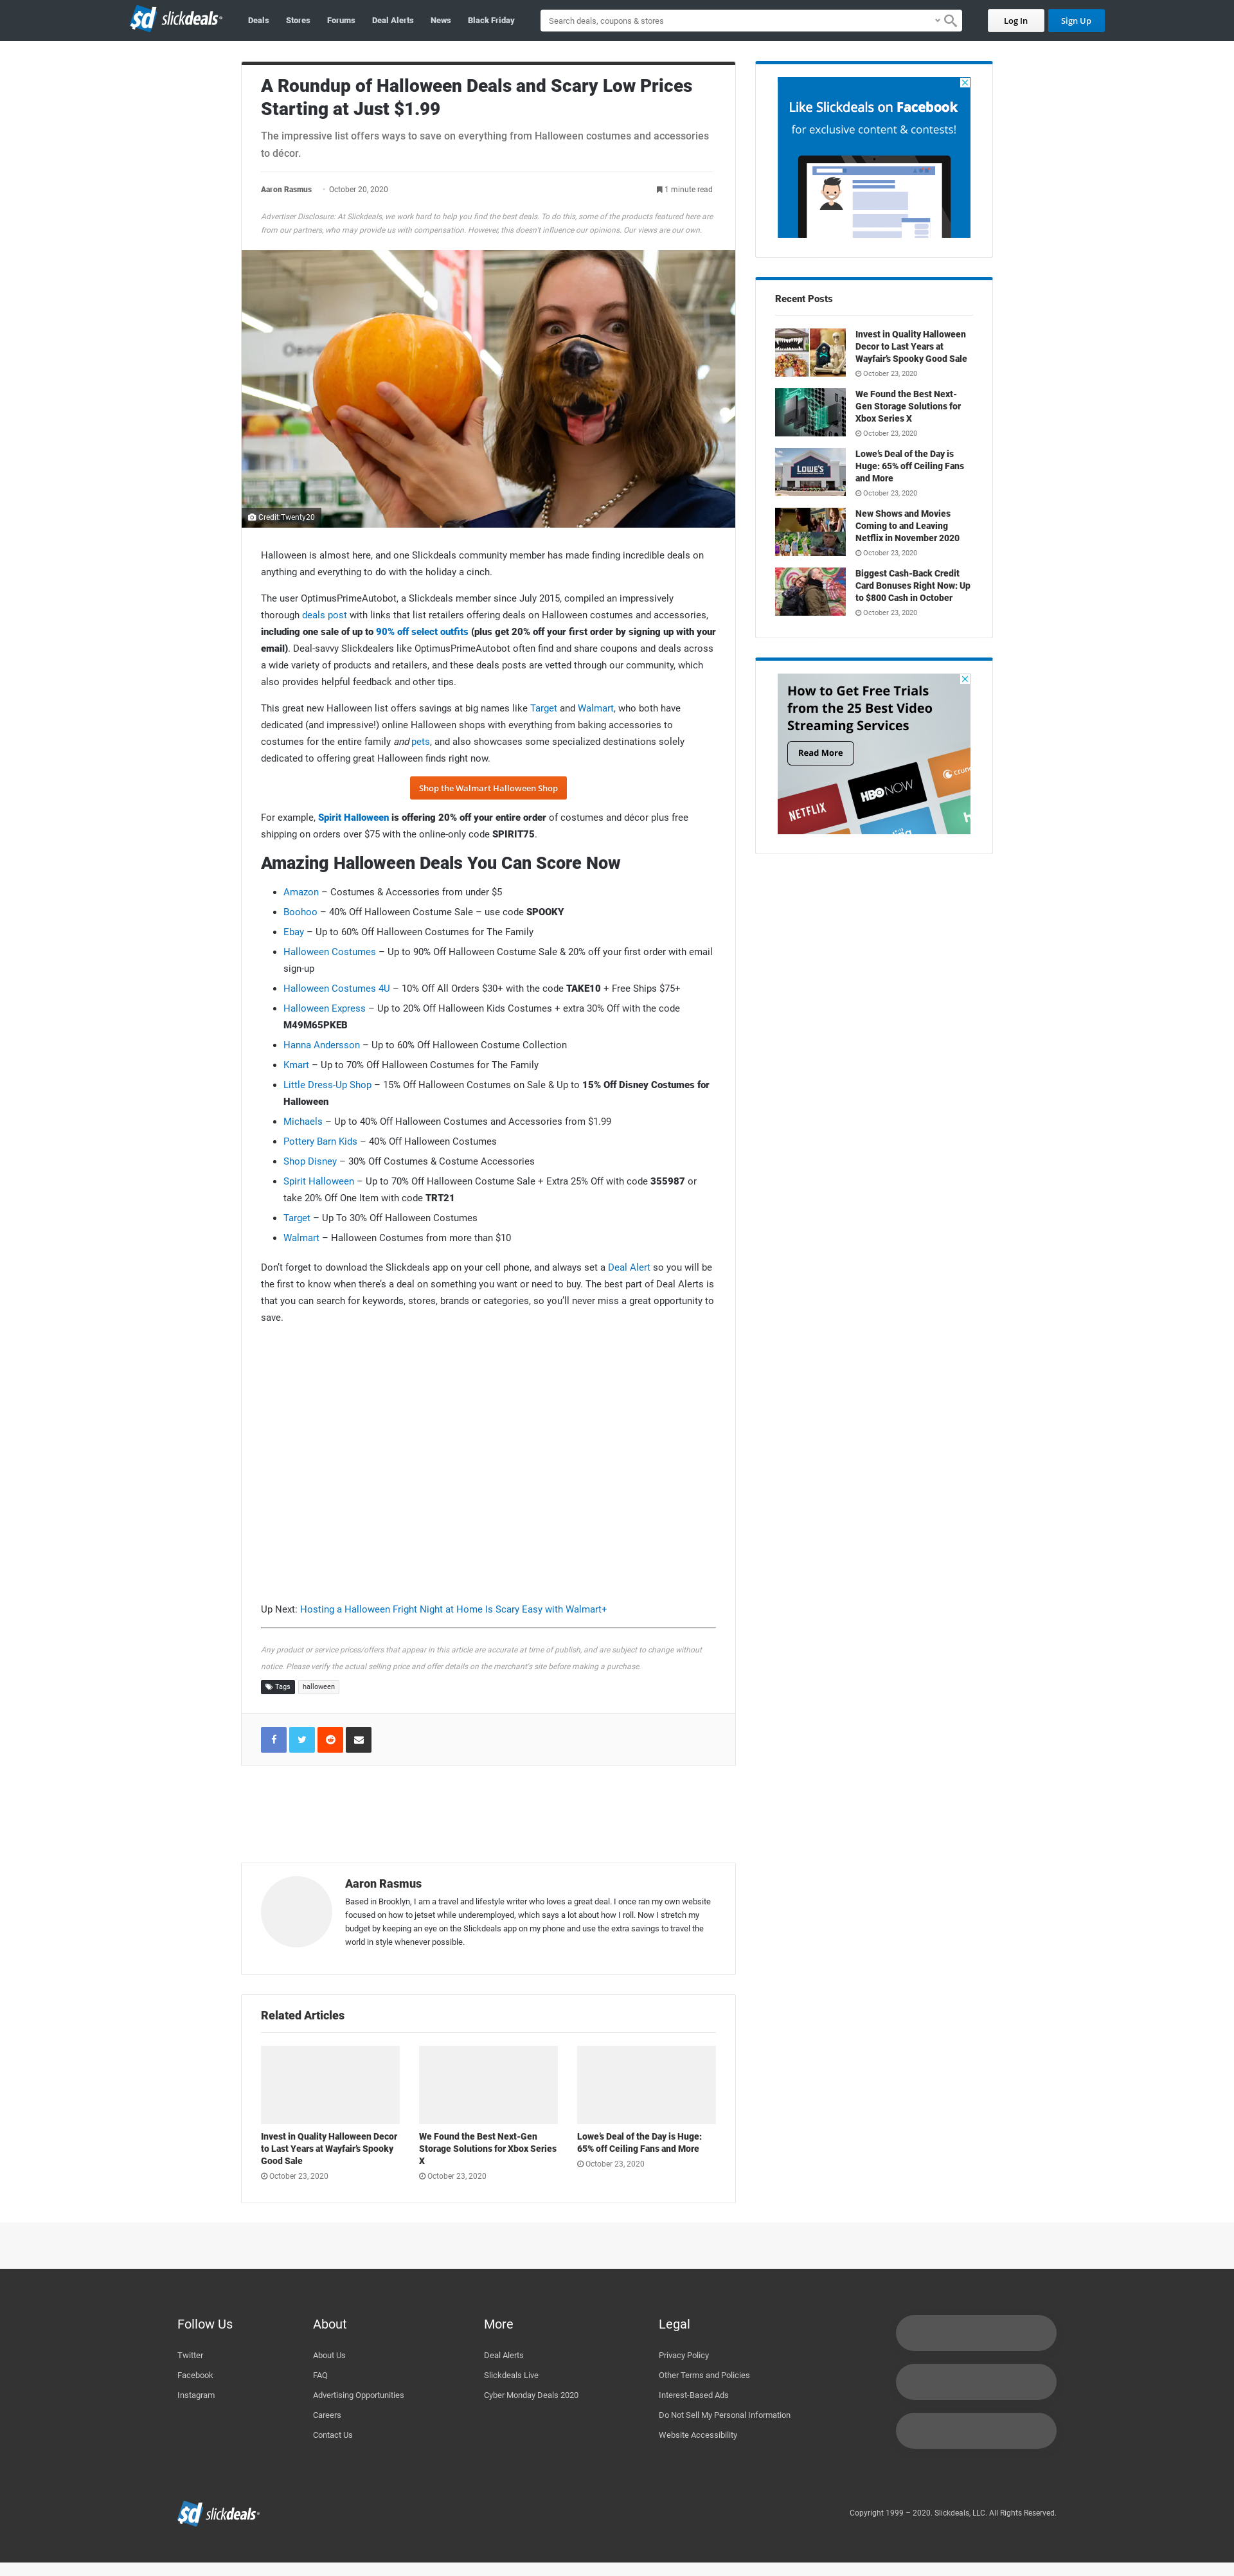 slickdeals
Deals
Stores
Forums
Deal Alerts
News
Black Friday
Search deals, coupons & stores
Log In
Sign Up
A Roundup of Halloween Deals and Scary Low Prices
Starting at Just $1.99
The impressive list offers ways to save on everything from Halloween costumes and accessories
to décor.
Aaron Rasmus
October 20, 2020
1 minute read
Advertiser Disclosure: At Slickdeals, we work hard to help you find the best deals. To do this, some of the products featured here are
from our partners, who may provide us with compensation. However, this doesn't influence our opinions. Our views are our own.
Credit:Twenty20
Halloween is almost here, and one Slickdeals community member has made finding incredible deals on
anything and everything to do with the holiday a cinch.
The user OptimusPrimeAutobot, a Slickdeals member since July 2015, compiled an impressively
thorough deals post with links that list retailers offering deals on Halloween costumes and accessories,
including one sale of up to 90% off select outfits (plus get 20% off your first order by signing up with your
email). Deal-savvy Slickdealers like OptimusPrimeAutobot often find and share coupons and deals across
a wide variety of products and retailers, and these deals posts are vetted through our community, which
also provides helpful feedback and other tips.
This great new Halloween list offers savings at big names like Target and Walmart, who both have
dedicated (and impressive!) online Halloween shops with everything from baking accessories to
costumes for the entire family and pets, and also showcases some specialized destinations solely
dedicated to offering great Halloween finds right now.
Shop the Walmart Halloween Shop
For example, Spirit Halloween is offering 20% off your entire order of costumes and décor plus free
shipping on orders over $75 with the online-only code SPIRIT75.
Amazing Halloween Deals You Can Score Now
• Amazon – Costumes & Accessories from under $5
• Boohoo – 40% Off Halloween Costume Sale – use code SPOOKY
• Ebay – Up to 60% Off Halloween Costumes for The Family
• Halloween Costumes – Up to 90% Off Halloween Costume Sale & 20% off your first order with email
sign-up
• Halloween Costumes 4U – 10% Off All Orders $30+ with the code TAKE10 + Free Ships $75+
• Halloween Express – Up to 20% Off Halloween Kids Costumes + extra 30% Off with the code
M49M65PKEB
• Hanna Andersson – Up to 60% Off Halloween Costume Collection
• Kmart – Up to 70% Off Halloween Costumes for The Family
• Little Dress-Up Shop – 15% Off Halloween Costumes on Sale & Up to 15% Off Disney Costumes for
Halloween
• Michaels – Up to 40% Off Halloween Costumes and Accessories from $1.99
• Pottery Barn Kids – 40% Off Halloween Costumes
• Shop Disney – 30% Off Costumes & Costume Accessories
• Spirit Halloween – Up to 70% Off Halloween Costume Sale + Extra 25% Off with code 355987 or
take 20% Off One Item with code TRT21
• Target – Up To 30% Off Halloween Costumes
• Walmart – Halloween Costumes from more than $10
Don't forget to download the Slickdeals app on your cell phone, and always set a Deal Alert so you will be
the first to know when there's a deal on something you want or need to buy. The best part of Deal Alerts is
that you can search for keywords, stores, brands or categories, so you'll never miss a great opportunity to
save.
Up Next: Hosting a Halloween Fright Night at Home Is Scary Easy with Walmart+
Any product or service prices/offers that appear in this article are accurate at time of publish, and are subject to change without
notice. Please verify the actual selling price and offer details on the merchant's site before making a purchase.
Tags
halloween
Aaron Rasmus
Based in Brooklyn, I am a travel and lifestyle writer who loves a great deal. I once ran my own website
focused on how to jetset while underemployed, which says a lot about how I roll. Now I stretch my
budget by keeping an eye on the Slickdeals app on my phone and use the extra savings to travel the
world in style whenever possible.
Related Articles
Invest in Quality Halloween Decor
to Last Years at Wayfair's Spooky
Good Sale
October 23, 2020
We Found the Best Next-Gen
Storage Solutions for Xbox Series
X
October 23, 2020
Lowe's Deal of the Day is Huge:
65% off Ceiling Fans and More
October 23, 2020
Like Slickdeals on Facebook
for exclusive content & contests!
Recent Posts
Invest in Quality Halloween
Decor to Last Years at
Wayfair's Spooky Good Sale
October 23, 2020
We Found the Best Next-
Gen Storage Solutions for
Xbox Series X
October 23, 2020
LOWE'S
Lowe's Deal of the Day is
Huge: 65% off Ceiling Fans
and More
October 23, 2020
New Shows and Movies
Coming to and Leaving
Netflix in November 2020
October 23, 2020
Biggest Cash-Back Credit
Card Bonuses Right Now: Up
to $800 Cash in October
October 23, 2020
How to Get Free Trials
from the 25 Best Video
Streaming Services
Read More
NETFLIX
HBO NOW
crunc
Follow Us
Twitter
Facebook
Instagram
About
About Us
FAQ
Advertising Opportunities
Careers
Contact Us
More
Deal Alerts
Slickdeals Live
Cyber Monday Deals 2020
Legal
Privacy Policy
Other Terms and Policies
Interest-Based Ads
Do Not Sell My Personal Information
Website Accessibility
slickdeals
Copyright 1999 – 2020. Slickdeals, LLC. All Rights Reserved.